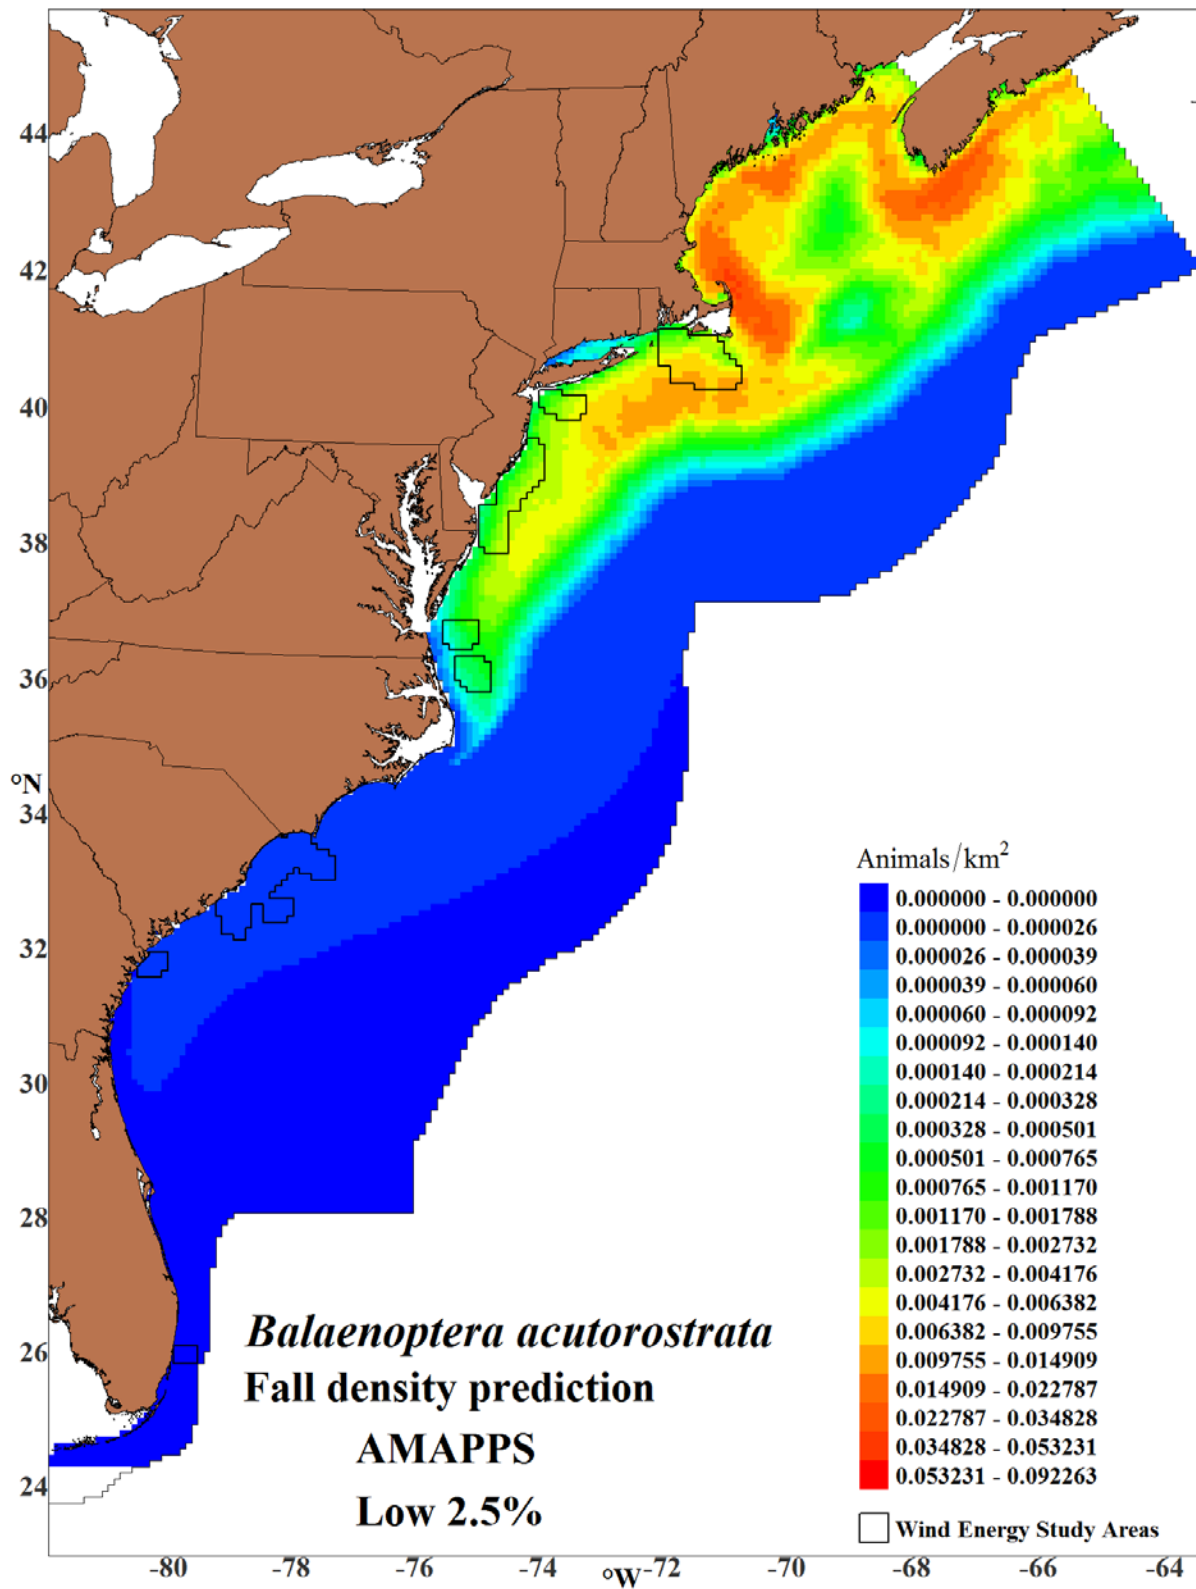 44
42
40
38
36
°N
34
32
30
28
26
24
Animals/km²
0.000000 - 0.000000
0.000000 - 0.000026
0.000026 - 0.000039
0.000039 - 0.000060
0.000060 - 0.000092
0.000092 - 0.000140
0.000140 - 0.000214
0.000214 - 0.000328
0.000328 - 0.000501
0.000501 - 0.000765
0.000765 - 0.001170
0.001170 - 0.001788
0.001788 - 0.002732
0.002732 - 0.004176
0.004176 - 0.006382
0.006382 - 0.009755
0.009755 - 0.014909
0.014909 - 0.022787
0.022787 - 0.034828
0.034828 - 0.053231
0.053231 - 0.092263
Wind Energy Study Areas
Balaenoptera acutorostrata
Fall density prediction
AMAPPS
Low 2.5%
-80 -78 -76 -74 °W -72 -70 -68 -66 -64